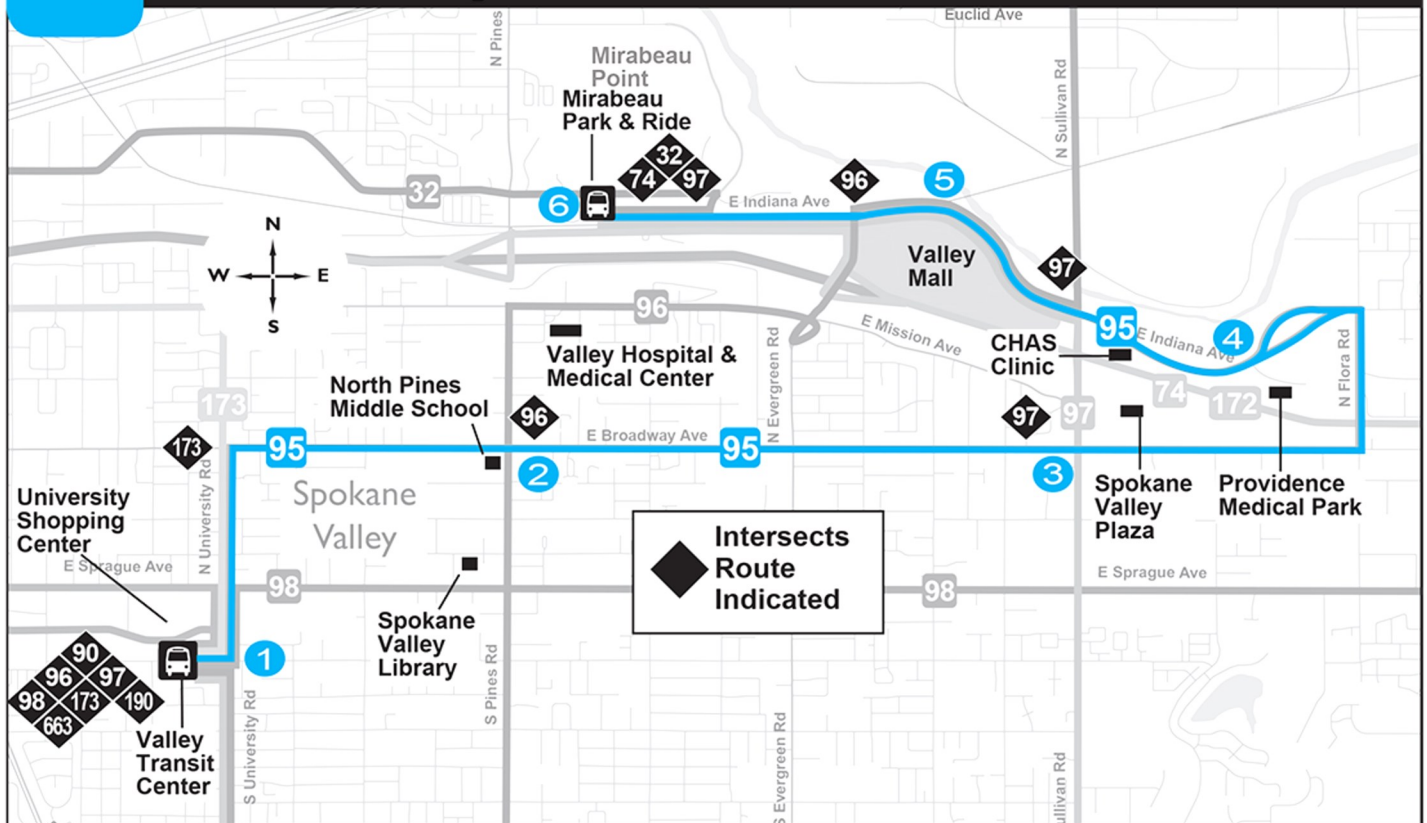 Euclid Ave
N Pines
Mirabeau
Point
Mirabeau
Park & Ride
N Sullivan Rd
32
74
97
96
5
32
6
E Indiana Ave
N
W
E
S
Valley
Mall
97
96
95
E Indiana Ave
4
E Mission Ave
CHAS
Clinic
N Flora Rd
Valley Hospital &
Medical Center
N Evergreen Rd
North Pines
Middle School
173
96
97
97
74
172
173
95
E Broadway Ave
95
2
3
N University Rd
University
Shopping
Center
Spokane
Valley
Spokane
Valley
Plaza
Providence
Medical Park
Intersects
Route
Indicated
E Sprague Ave
98
98
E Sprague Ave
Spokane
Valley
Library
1
90
96
97
98
173
190
663
S Pines Rd
Valley
Transit
Center
S University Rd
S Evergreen Rd
ullivan Rd